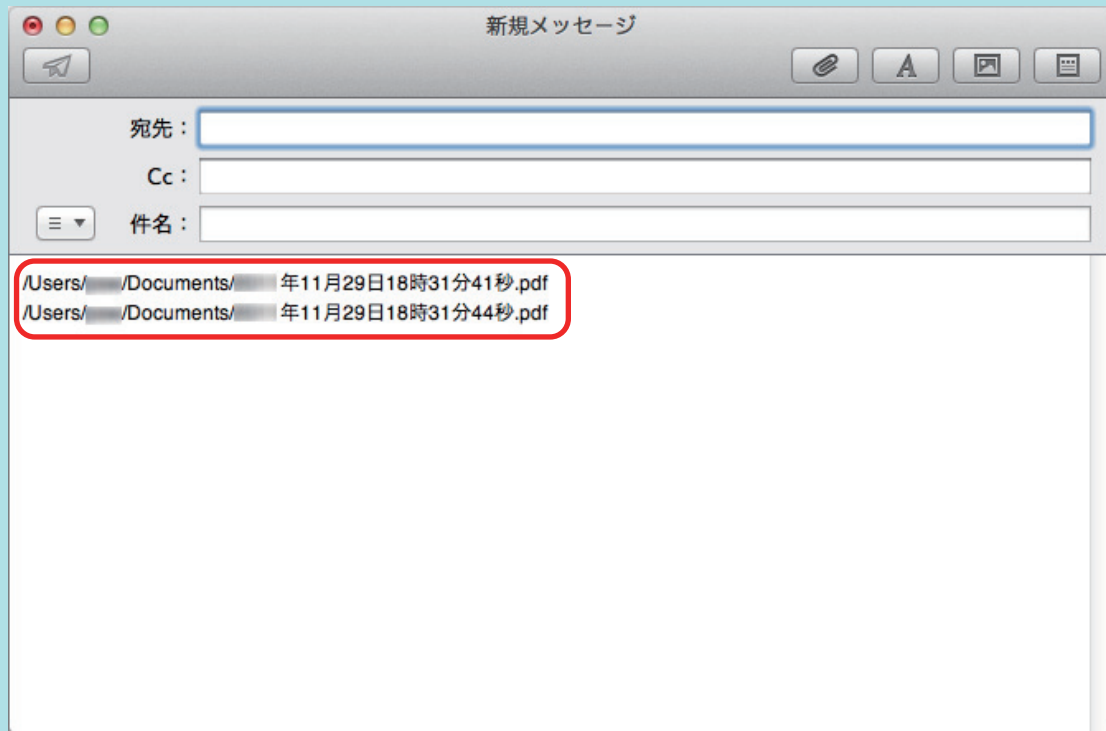 新規メッセージ
宛先：
Cc：
件名：
/Users/ /Documents/ 年11月29日18時31分41秒.pdf
/Users/ /Documents/ 年11月29日18時31分44秒.pdf